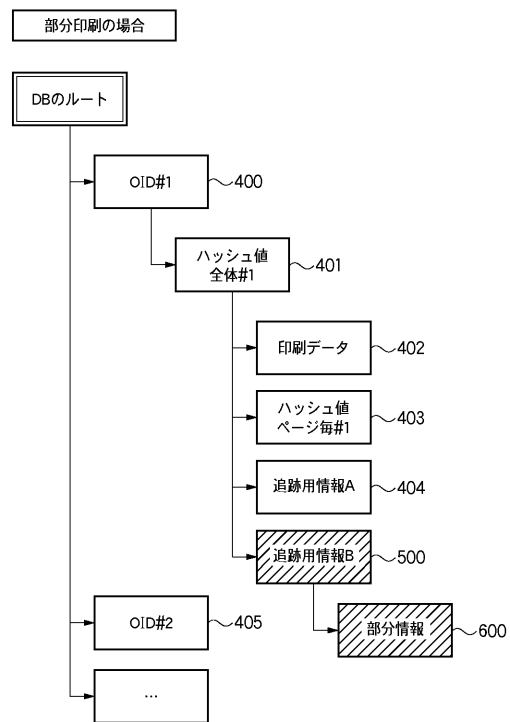 部分印刷の場合
DBのルート
OID#1
400
ハッシュ値
全体#1
401
印刷データ
402
ハッシュ値
ページ毎#1
403
追跡用情報A
404
追跡用情報B
500
部分情報
600
OID#2
405
…